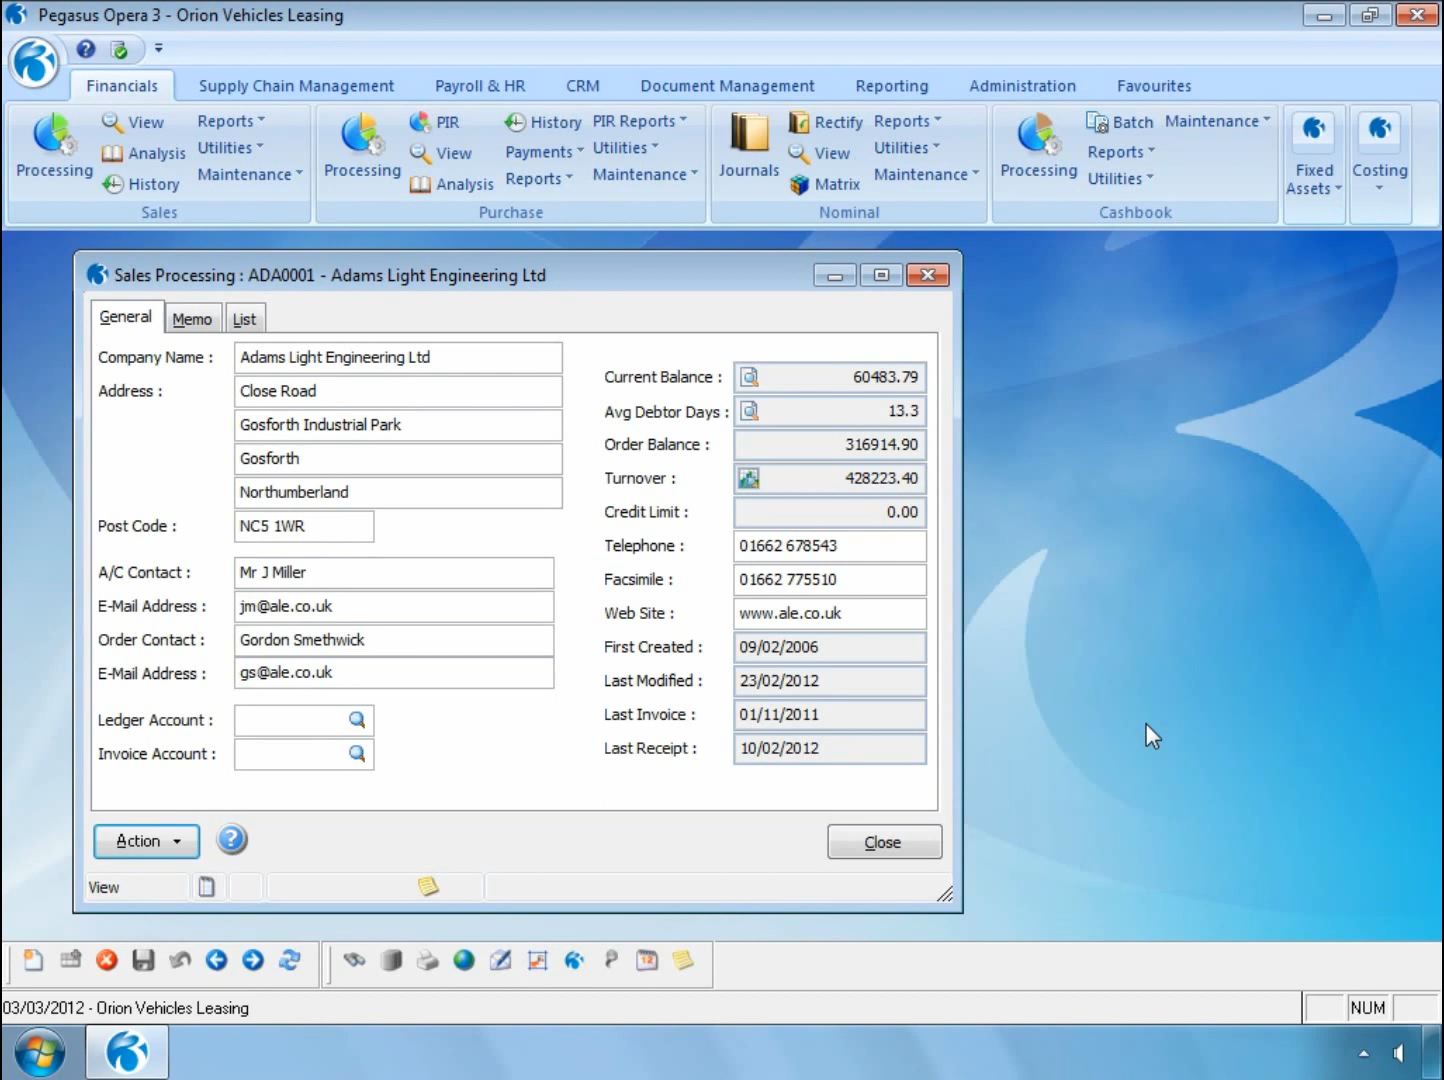 Pegasus Opera 3 - Orion Vehicles Leasing
Financials Supply Chain Management Payroll & HR CRM Document Management Reporting Administration Favourites
Processing View Analysis History Reports Utilities Maintenance
Sales
Processing PIR View Analysis History Payments Reports PIR Reports Utilities Maintenance
Purchase
Journals Rectify View Matrix Reports Utilities Maintenance
Nominal
Processing Batch Reports Utilities Maintenance
Cashbook
Fixed Assets
Costing
Sales Processing : ADA0001 - Adams Light Engineering Ltd
General Memo List
Company Name : Adams Light Engineering Ltd
Address : Close Road
Gosforth Industrial Park
Gosforth
Northumberland
Post Code : NC5 1WR
A/C Contact : Mr J Miller
E-Mail Address : jm@ale.co.uk
Order Contact : Gordon Smethwick
E-Mail Address : gs@ale.co.uk
Ledger Account :
Invoice Account :
Current Balance : 60483.79
Avg Debtor Days : 13.3
Order Balance : 316914.90
Turnover : 428223.40
Credit Limit : 0.00
Telephone : 01662 678543
Facsimile : 01662 775510
Web Site : www.ale.co.uk
First Created : 09/02/2006
Last Modified : 23/02/2012
Last Invoice : 01/11/2011
Last Receipt : 10/02/2012
Action Close
View
12
03/03/2012 - Orion Vehicles Leasing NUM